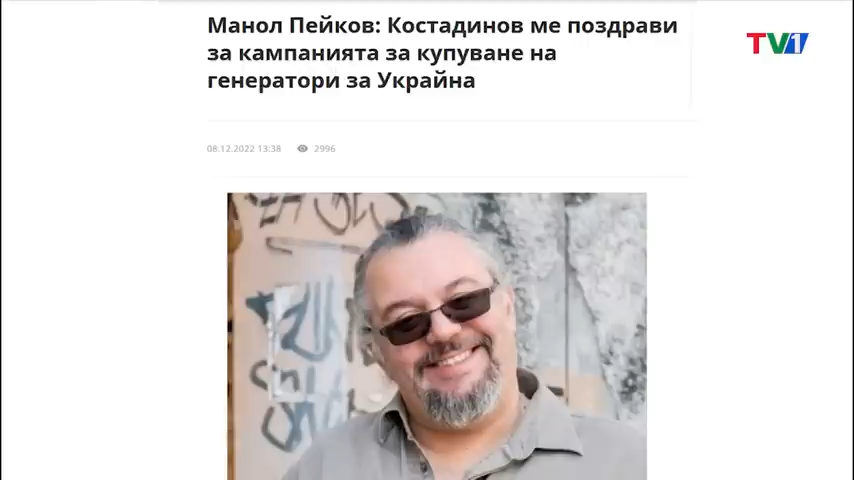 Манол Пейков: Костадинов ме поздрави
за кампанията за купуване на
генератори за Украйна
TV1
08.12.2022 13:38 2996